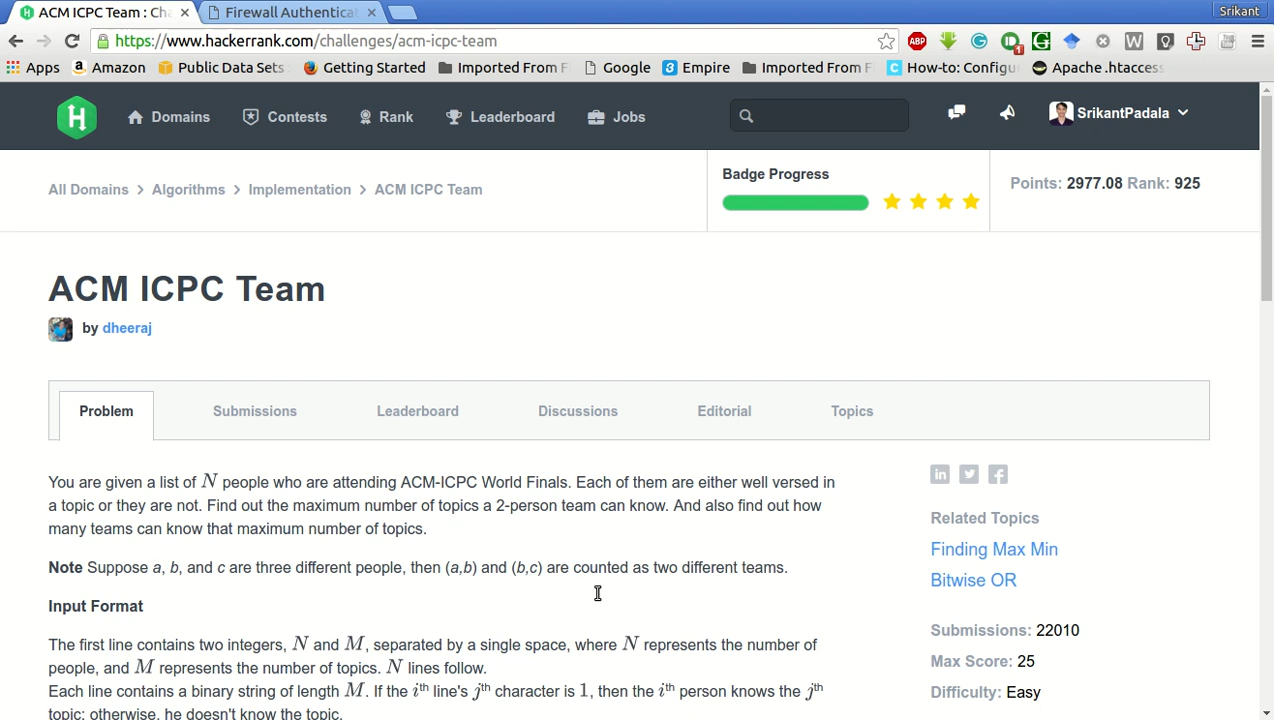 ACM ICPC Team : Cha
Firewall Authenticat
Srikant
https://www.hackerrank.com/challenges/acm-icpc-team
ABP
1
G
W
Apps
Amazon
Public Data Sets
Getting Started
Imported From F
Google
Empire
Imported From F
How-to: Configu
Apache .htaccess
H
Domains
Contests
Rank
Leaderboard
Jobs
SrikantPadala
All Domains > Algorithms > Implementation > ACM ICPC Team
Badge Progress
Points: 2977.08 Rank: 925
ACM ICPC Team
by dheeraj
Problem
Submissions
Leaderboard
Discussions
Editorial
Topics
You are given a list of N people who are attending ACM-ICPC World Finals. Each of them are either well versed in
a topic or they are not. Find out the maximum number of topics a 2-person team can know. And also find out how
many teams can know that maximum number of topics.
Note Suppose a, b, and c are three different people, then (a,b) and (b,c) are counted as two different teams.
Input Format
The first line contains two integers, N and M, separated by a single space, where N represents the number of
people, and M represents the number of topics. N lines follow.
Each line contains a binary string of length M. If the ith line's jth character is 1, then the ith person knows the jth
topic; otherwise, he doesn't know the topic.
in
Related Topics
Finding Max Min
Bitwise OR
Submissions: 22010
Max Score: 25
Difficulty: Easy